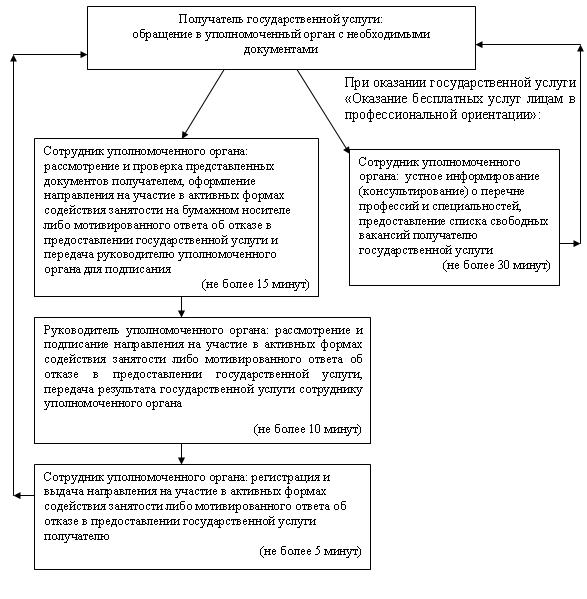 Получатель государственной услуги:
обращение в уполномоченный орган с необходимыми
документами
При оказании государственной услуги
«Оказание бесплатных услуг лицам в
профессиональной ориентации»:
Сотрудник уполномоченного органа:
рассмотрение и проверка представленных
документов получателем, оформление
направления на участие в активных формах
содействия занятости на бумажном носителе
либо мотивированного ответа об отказе в
предоставлении государственной услуги и
передача руководителю уполномоченного
органа для подписания
(не более 15 минут)
Сотрудник уполномоченного
органа: устное информирование
(консультирование) о перечне
профессий и специальностей,
предоставление списка свободных
вакансий получателю
государственной услуги
(не более 30 минут)
Руководитель уполномоченного органа: рассмотрение и
подписание направления на участие в активных формах
содействия занятости либо мотивированного ответа об
отказе в предоставлении государственной услуги,
передача результата государственной услуги сотруднику
уполномоченного органа
(не более 10 минут)
Сотрудник уполномоченного органа: регистрация и
выдача направления на участие в активных формах
содействия занятости либо мотивированного ответа об
отказе в предоставлении государственной услуги
получателю
(не более 5 минут)